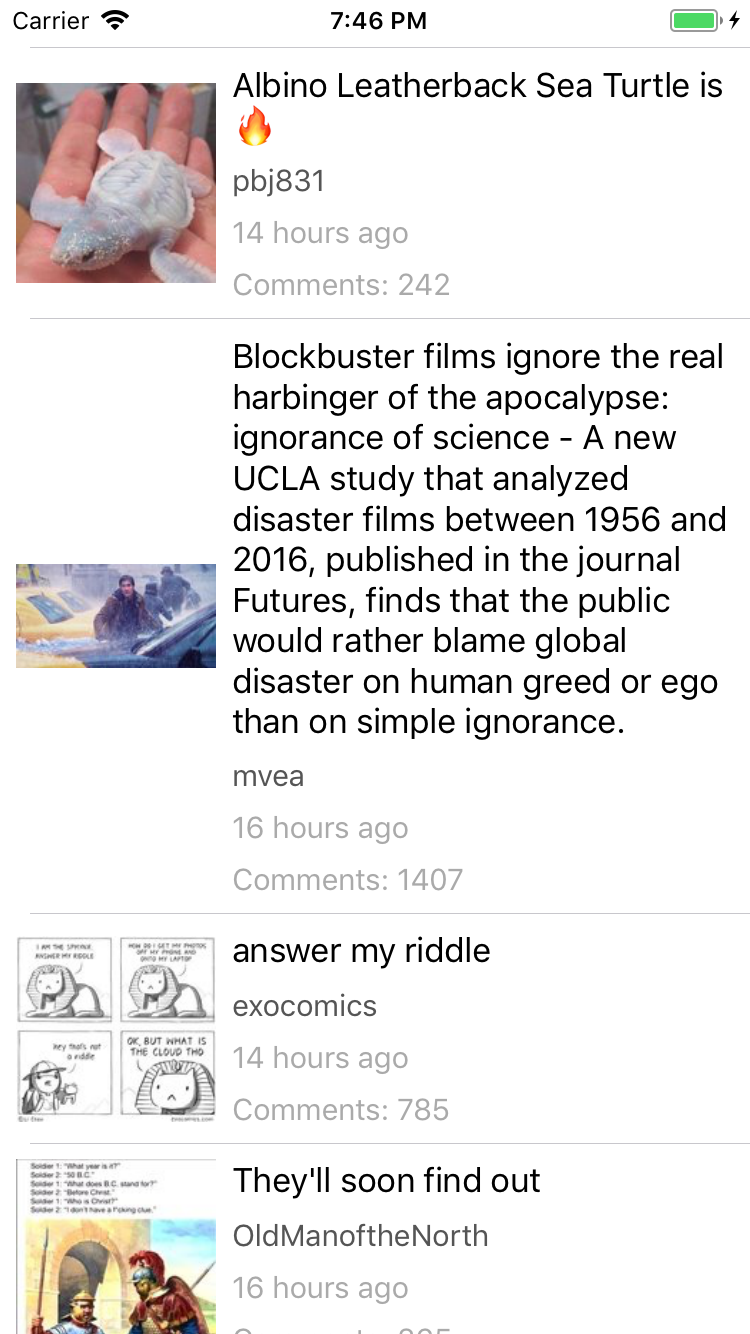 Carrier
7:46 PM
Albino Leatherback Sea Turtle is
🔥
pbj831
14 hours ago
Comments: 242
Blockbuster films ignore the real
harbinger of the apocalypse:
ignorance of science - A new
UCLA study that analyzed
disaster films between 1956 and
2016, published in the journal
Futures, finds that the public
would rather blame global
disaster on human greed or ego
than on simple ignorance.
mvea
16 hours ago
Comments: 1407
I AM THE SPHYNX.
ANSWER MY RIDDLE
HOW DO I GET MY PHOTOS
OFF MY PHONE AND
ONTO MY LAPTOP
hey that's not
a riddle
OK, BUT WHAT IS
THE CLOUD THO
answer my riddle
exocomics
14 hours ago
Comments: 785
Soldier 1: "What year is it?"
Soldier 2: "50 B.C."
Soldier 1: "What does B.C. stand for?"
Soldier 2: "Before Christ."
Soldier 1: "Who is Christ?"
Soldier 2: "I don't have a f*cking clue."
They'll soon find out
OldManoftheNorth
16 hours ago